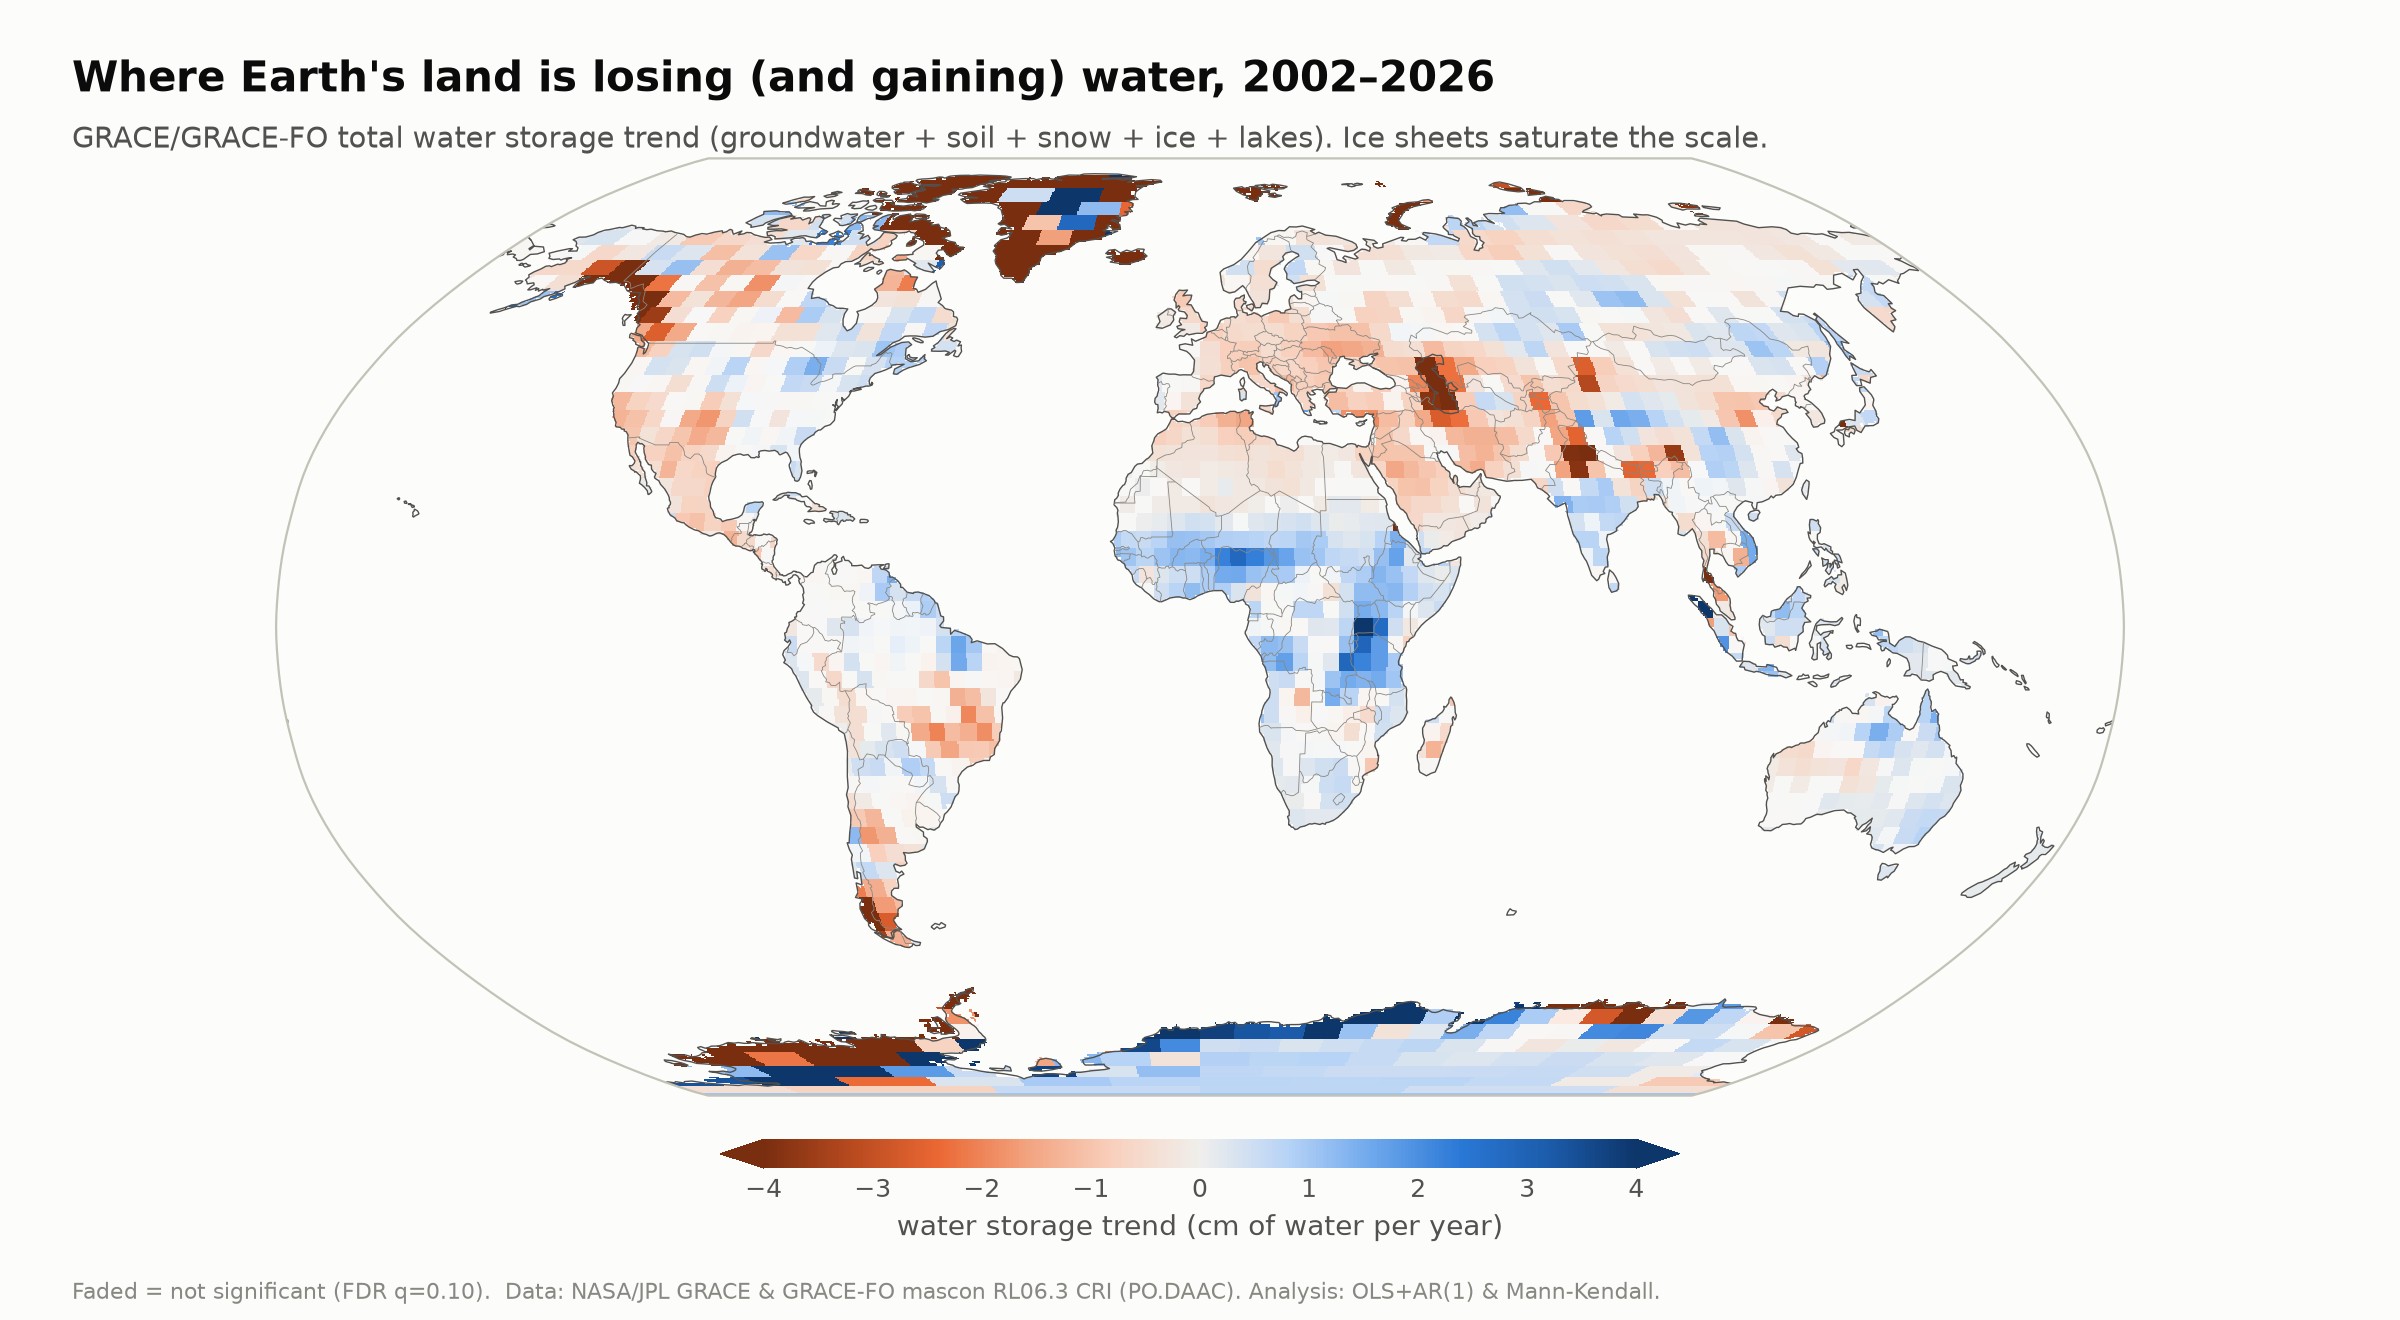 Where Earth's land is losing (and gaining) water, 2002–2026
GRACE/GRACE-FO total water storage trend (groundwater + soil + snow + ice + lakes). Ice sheets saturate the scale.
−4 −3 −2 −1 0 1 2 3 4
water storage trend (cm of water per year)
Faded = not significant (FDR q=0.10).  Data: NASA/JPL GRACE & GRACE-FO mascon RL06.3 CRI (PO.DAAC). Analysis: OLS+AR(1) & Mann-Kendall.